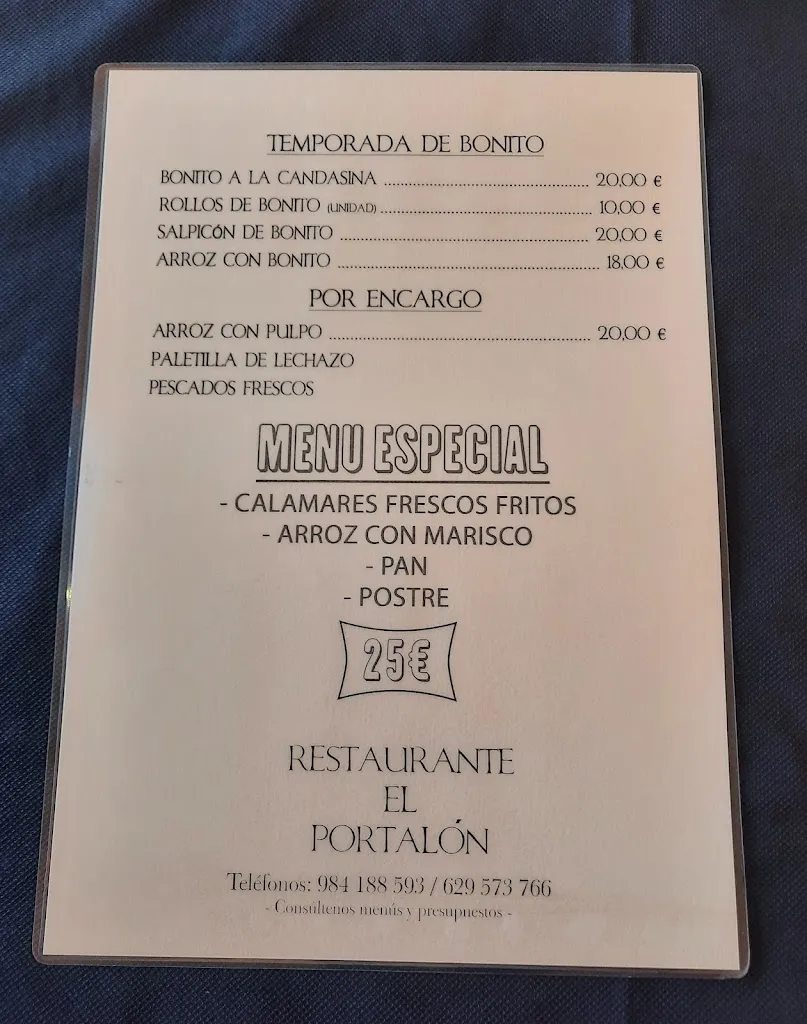 TEMPORADA DE BONITO
BONITO A LA CANDASINA ........................................................ 20,00 €
ROLLOS DE BONITO (UNIDAD) ........................................................ 10,00 €
SALPICÓN DE BONITO ........................................................ 20,00 €
ARROZ CON BONITO ........................................................ 18,00 €
POR ENCARGO
ARROZ CON PULPO ........................................................ 20,00 €
PALETILLA DE LECHAZO
PESCADOS FRESCOS
MENU ESPECIAL
- CALAMARES FRESCOS FRITOS
- ARROZ CON MARISCO
- PAN
- POSTRE
25€
RESTAURANTE
EL
PORTALÓN
Teléfonos: 984 188 593 / 629 573 766
- Consúltenos menús y presupuestos -